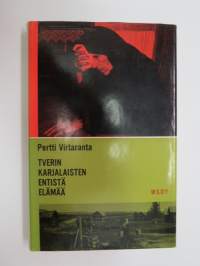 Pertti Virtaranta
TVERIN
KARJALAISTEN
ENTISTÄ
ELÄMÄÄ
WSOY